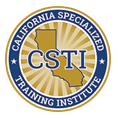 CALIFORNIA SPECIALIZED
CSTI
TRAINING INSTITUTE